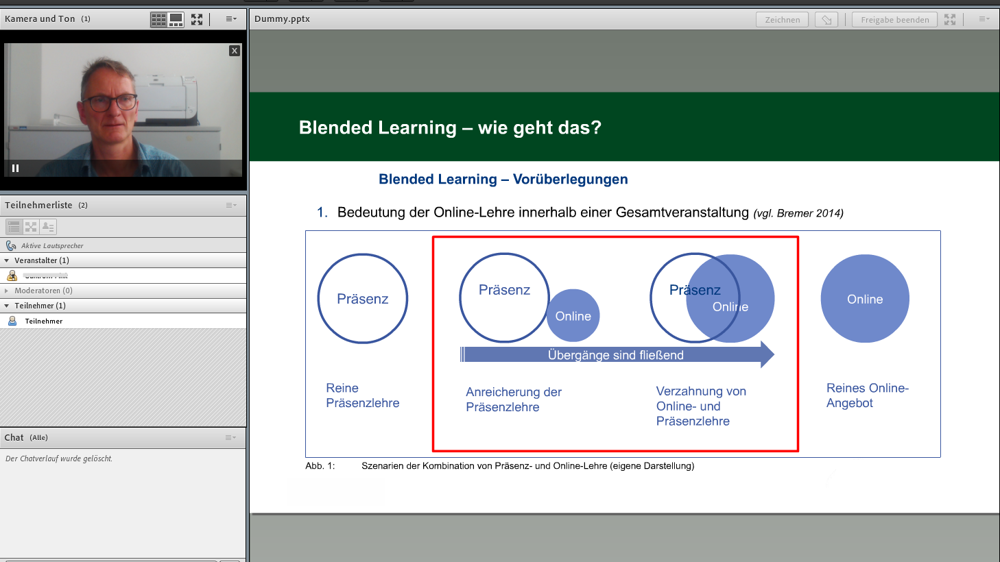 Kamera und Ton (1)
X
Teilnehmerliste (2)
Aktive Lautsprecher
Veranstalter (1)
Moderatoren (0)
Teilnehmer (1)
Teilnehmer
Chat (Alle)
Der Chatverlauf wurde gelöscht.
Dummy.pptx
Zeichnen
Freigabe beenden
Blended Learning – wie geht das?
Blended Learning – Vorüberlegungen
1. Bedeutung der Online-Lehre innerhalb einer Gesamtveranstaltung (vgl. Bremer 2014)
Präsenz
Präsenz
Online
Präsenz
Online
Online
Übergänge sind fließend
Reine
Präsenzlehre
Anreicherung der
Präsenzlehre
Verzahnung von
Online- und
Präsenzlehre
Reines Online-
Angebot
Abb. 1: Szenarien der Kombination von Präsenz- und Online-Lehre (eigene Darstellung)